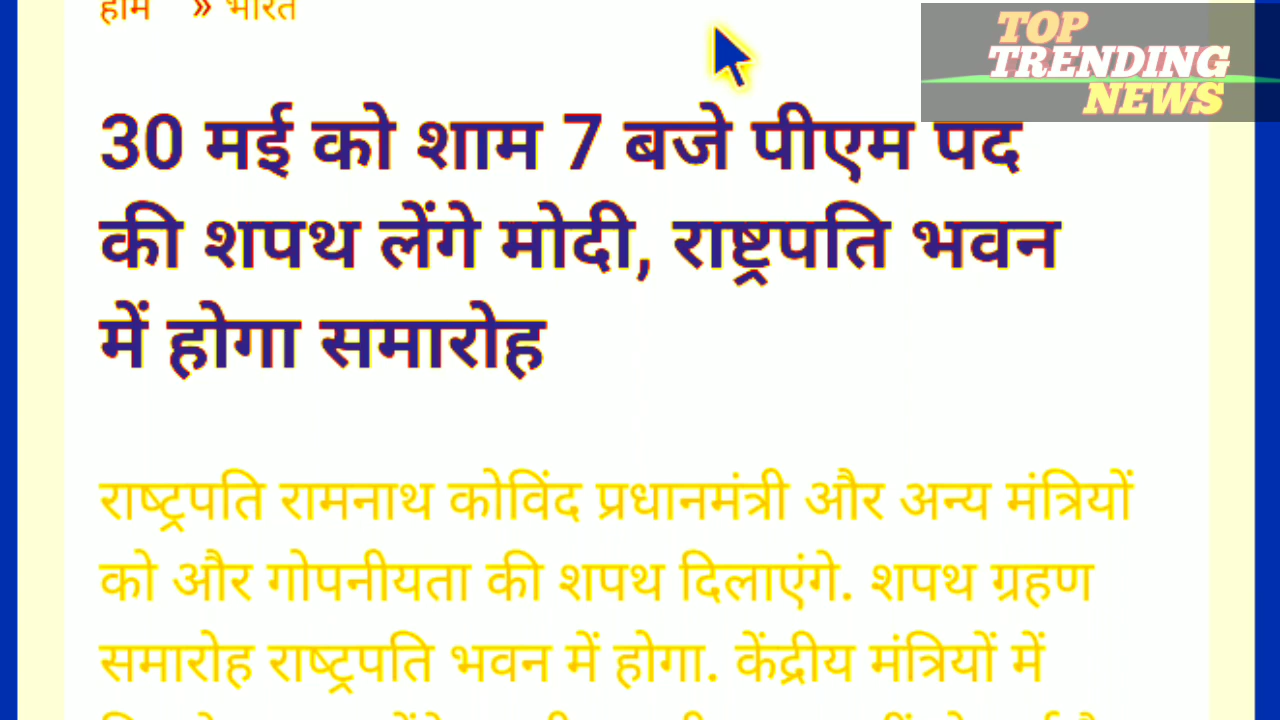 होम » भारत
TOP
TRENDING
NEWS
30 मई को शाम 7 बजे पीएम पद
की शपथ लेंगे मोदी, राष्ट्रपति भवन
में होगा समारोह
राष्ट्रपति रामनाथ कोविंद प्रधानमंत्री और अन्य मंत्रियों
को और गोपनीयता की शपथ दिलाएंगे. शपथ ग्रहण
समारोह राष्ट्रपति भवन में होगा. केंद्रीय मंत्रियों में